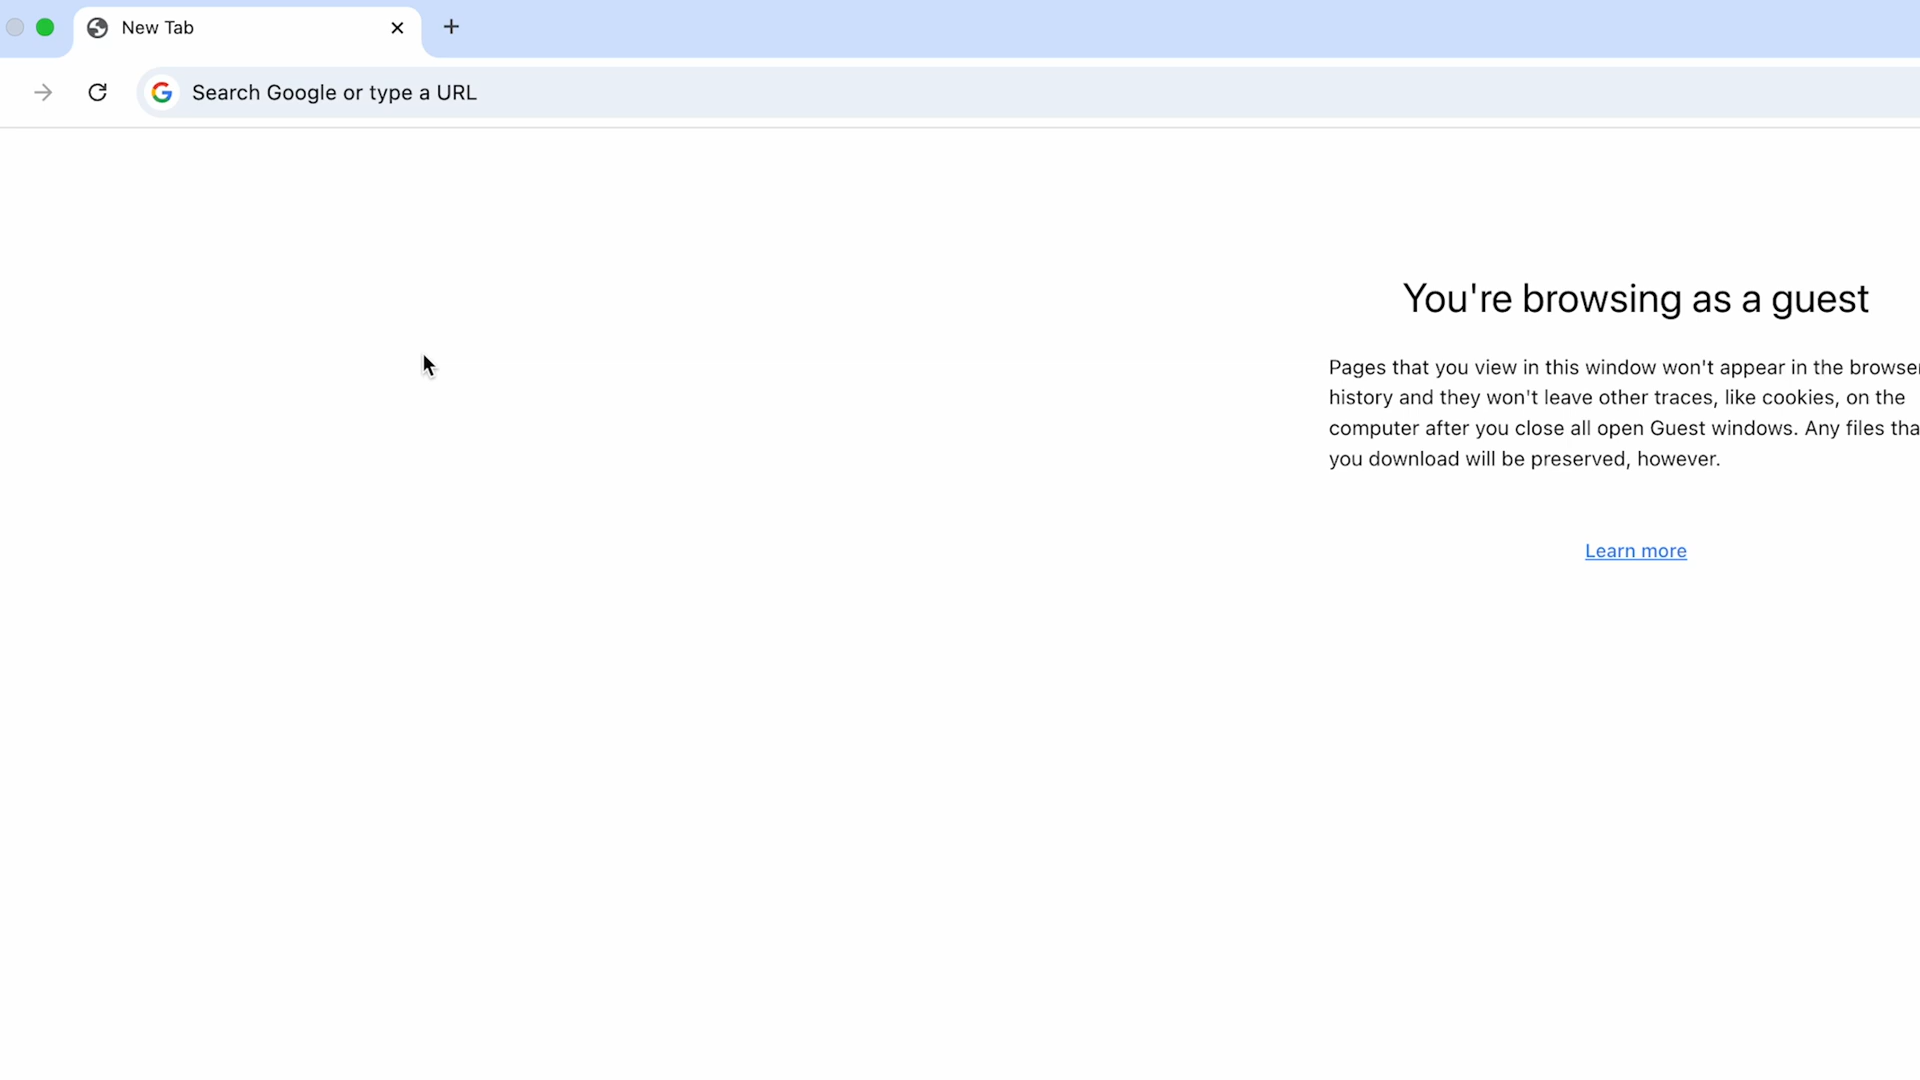 New Tab
Search Google or type a URL
You're browsing as a guest
Pages that you view in this window won't appear in the browser
history and they won't leave other traces, like cookies, on the
computer after you close all open Guest windows. Any files tha
you download will be preserved, however.
Learn more